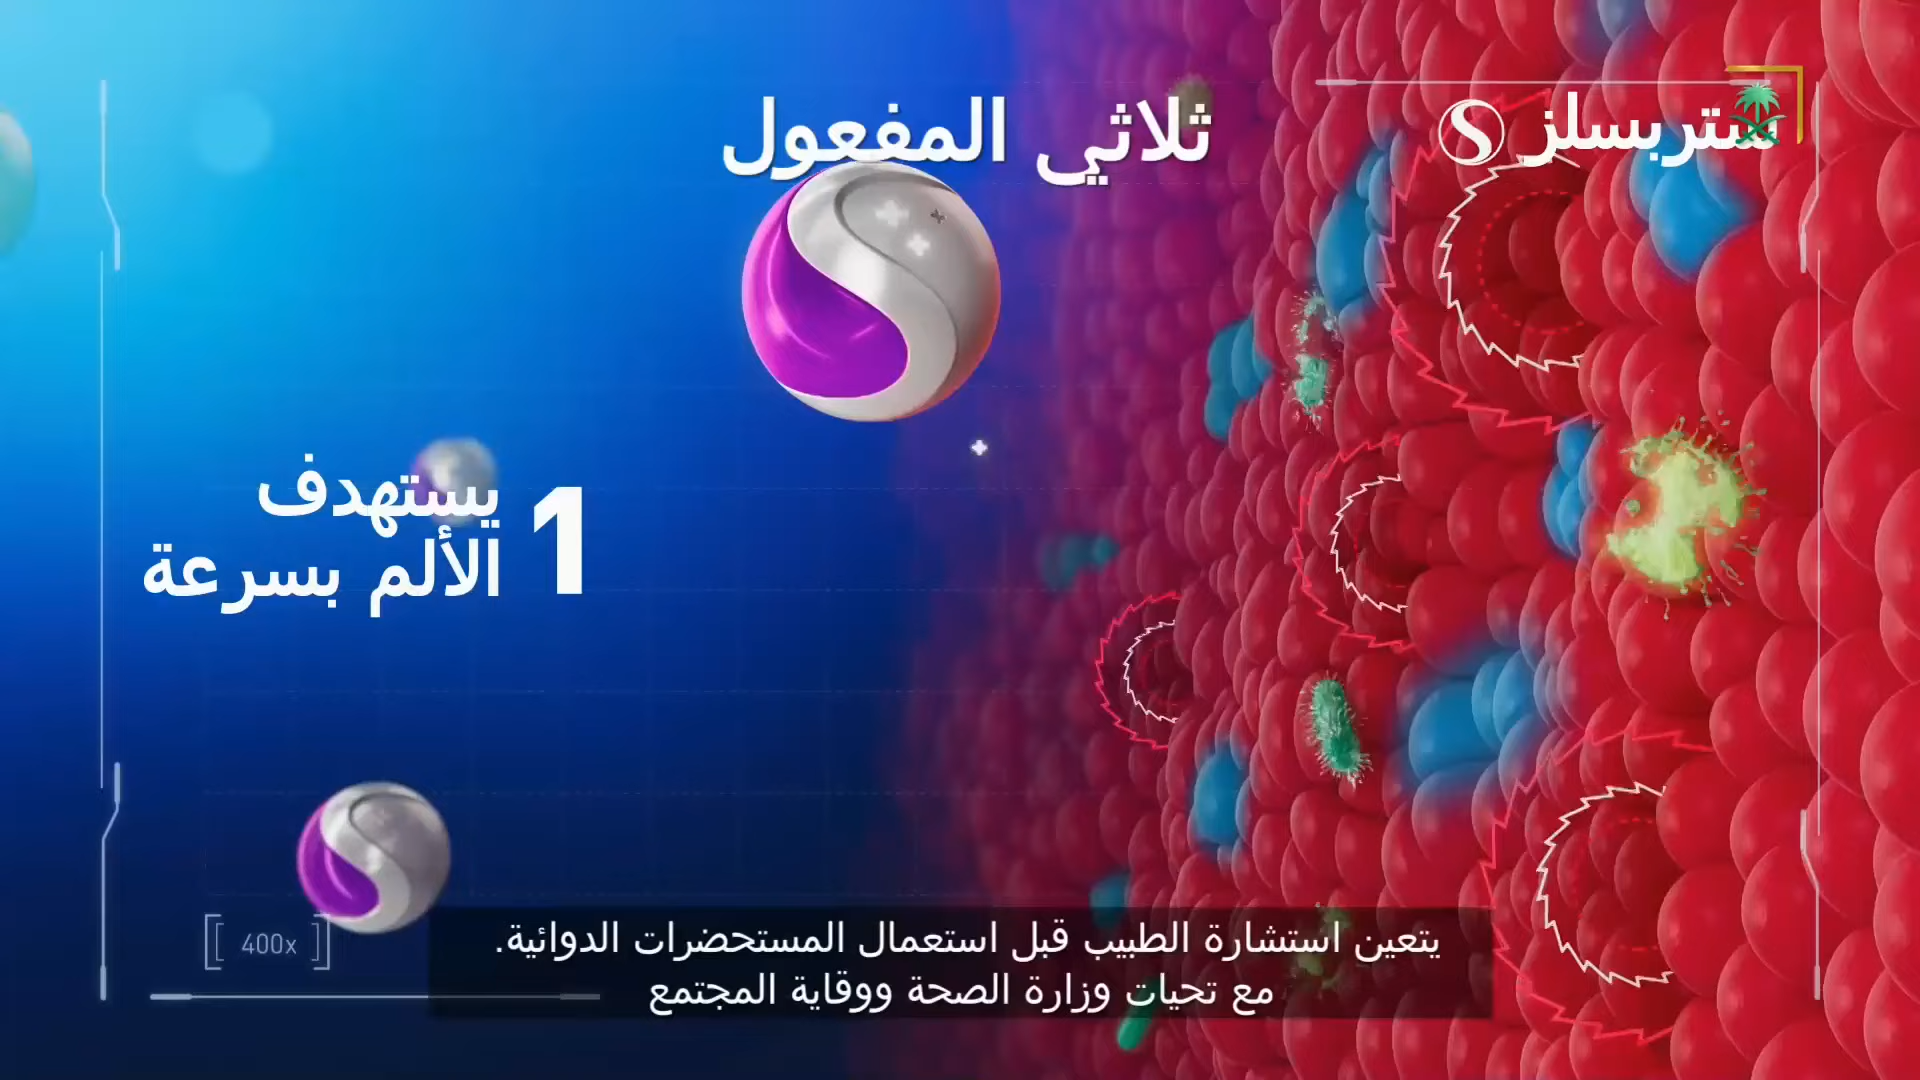 ستربسلز
ثلاثي المفعول
1
يستهدف
الألم بسرعة
400x
يتعين استشارة الطبيب قبل استعمال المستحضرات الدوائية.
مع تحيات وزارة الصحة ووقاية المجتمع